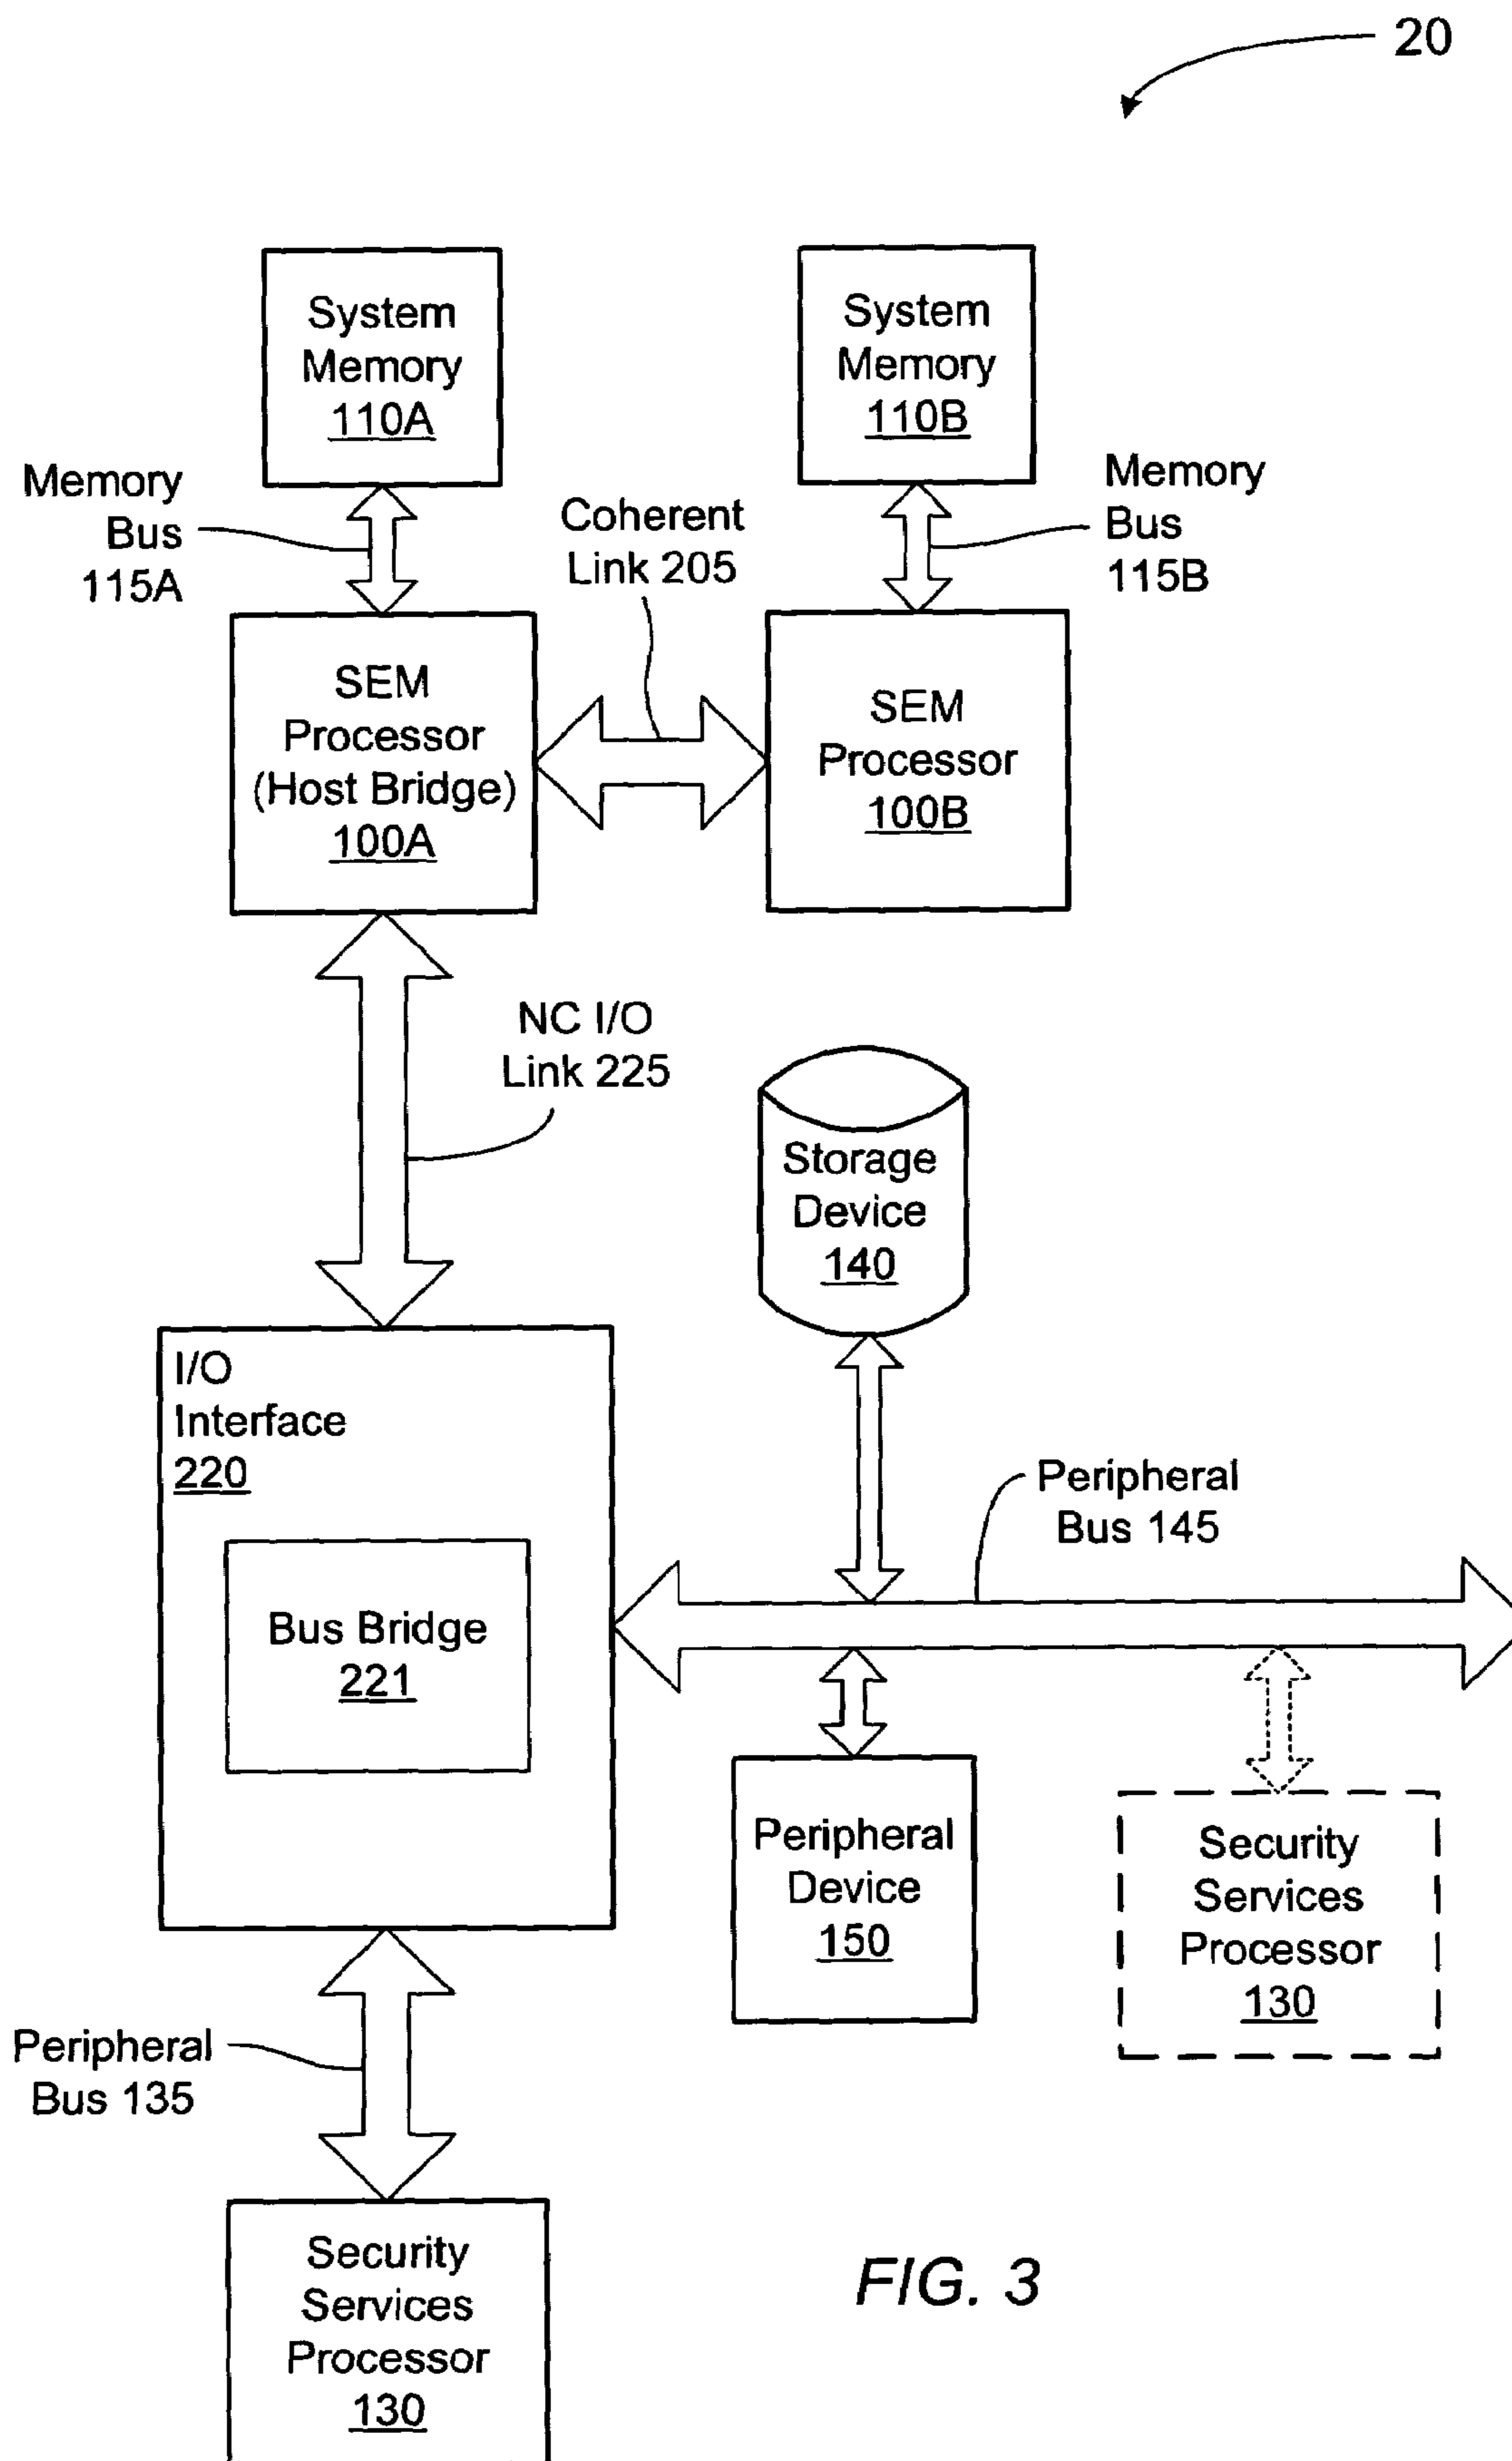 20
System
Memory
110A
System
Memory
110B
Memory
Bus
115A
Coherent
Link 205
Memory
Bus
115B
SEM
Processor
(Host Bridge)
100A
SEM
Processor
100B
NC I/O
Link 225
Storage
Device
140
I/O
Interface
220
Bus Bridge
221
Peripheral
Bus 145
Peripheral
Device
150
Security
Services
Processor
130
Peripheral
Bus 135
Security
Services
Processor
130
FIG. 3